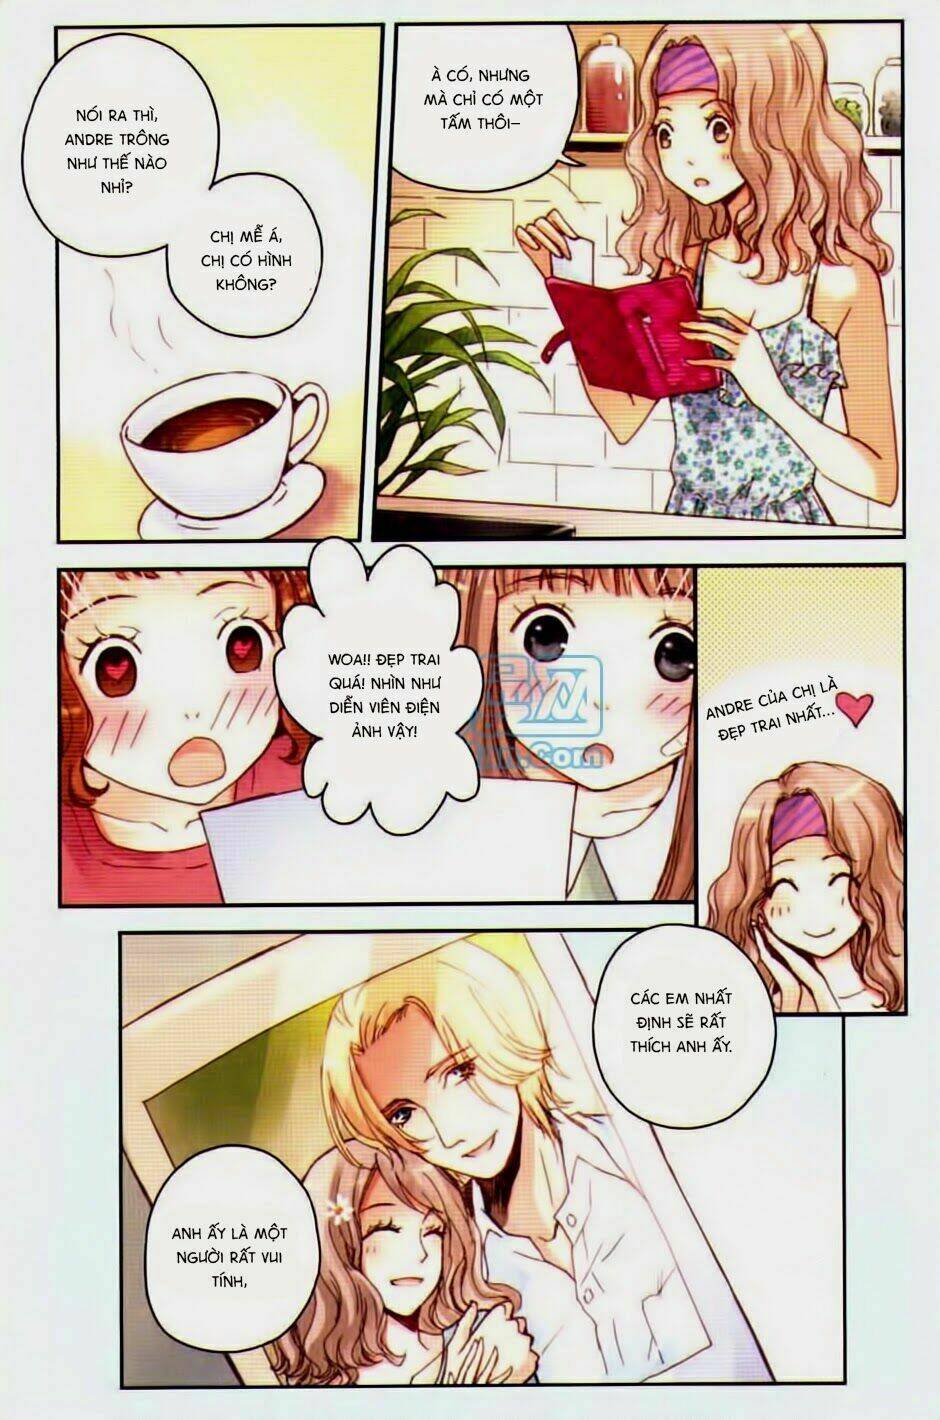 NÓI RA THÌ,
ANDRE TRÔNG
NHƯ THẾ NÀO
NHỈ?
CHỊ MỄ Á,
CHỊ CÓ HÌNH
KHÔNG?
À CÓ, NHƯNG
MÀ CHỈ CÓ MỘT
TẤM THÔI–
WOA!! ĐẸP TRAI
QUÁ! NHÌN NHƯ
DIỄN VIÊN ĐIỆN
ẢNH VẬY!
ANDRE CỦA CHỊ LÀ
ĐẸP TRAI NHẤT...
CÁC EM NHẤT
ĐỊNH SẼ RẤT
THÍCH ANH ẤY.
ANH ẤY LÀ MỘT
NGƯỜI RẤT VUI
TÍNH,
.Com